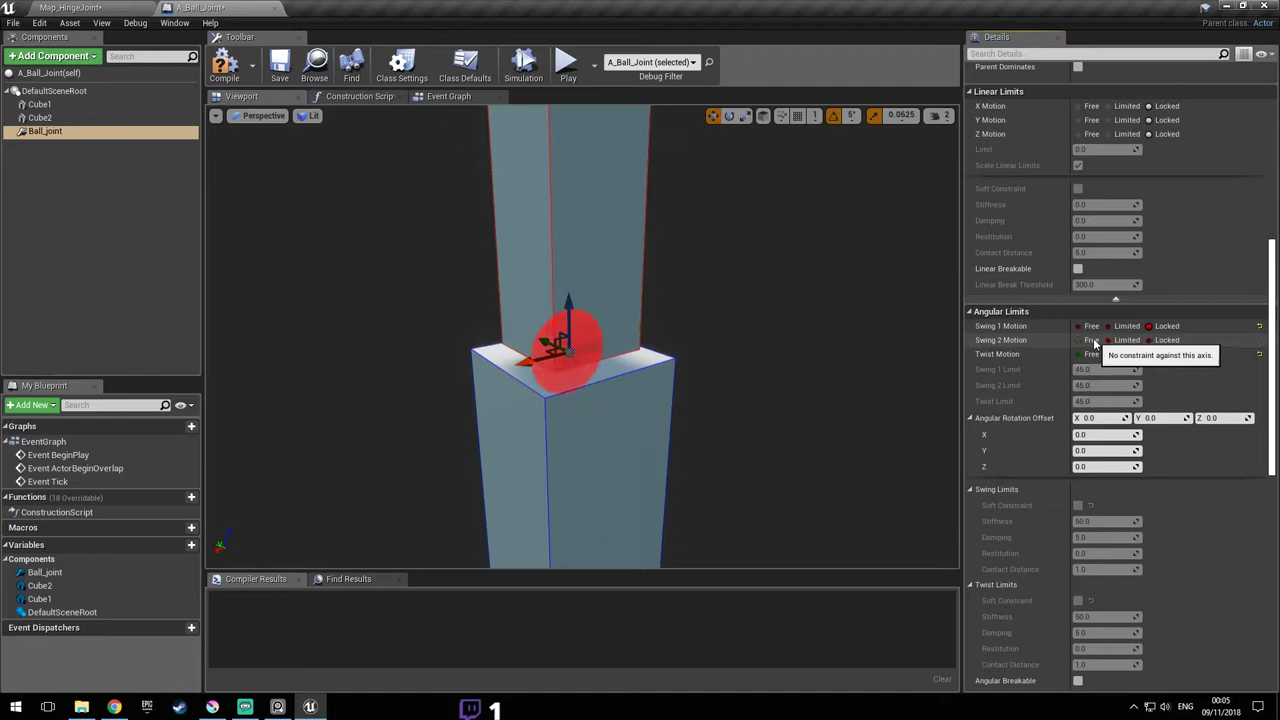 Map_HingeJoint*
A_Ball_Joint*
File Edit Asset View Debug Window Help
Parent class: Actor
Components
+ Add Component
Search
A_Ball_Joint(self)
DefaultSceneRoot
Cube1
Cube2
Ball_joint
Toolbar
Compile
Save
Browse
Find
Class Settings
Class Defaults
Simulation
Play
A_Ball_Joint (selected)
Debug Filter
Viewport
Construction Scrip
Event Graph
Perspective
Lit
1
5°
0.0625
2
My Blueprint
+ Add New
Search
Graphs
EventGraph
Event BeginPlay
Event ActorBeginOverlap
Event Tick
Functions (18 Overridable)
ConstructionScript
Macros
Variables
Components
Ball_joint
Cube2
Cube1
DefaultSceneRoot
Event Dispatchers
Compiler Results
Find Results
Clear
Details
Search Details
Parent Dominates
Linear Limits
X Motion Free Limited Locked
Y Motion Free Limited Locked
Z Motion Free Limited Locked
Limit 0.0
Scale Linear Limits
Soft Constraint
Stiffness 0.0
Damping 0.0
Restitution 0.0
Contact Distance 5.0
Linear Breakable
Linear Break Threshold 300.0
Angular Limits
Swing 1 Motion Free Limited Locked
Swing 2 Motion Free Limited Locked
Twist Motion Free
No constraint against this axis.
Swing 1 Limit 45.0
Swing 2 Limit 45.0
Twist Limit 45.0
Angular Rotation Offset X 0.0 Y 0.0 Z 0.0
X 0.0
Y 0.0
Z 0.0
Swing Limits
Soft Constraint
Stiffness 50.0
Damping 5.0
Restitution 0.0
Contact Distance 1.0
Twist Limits
Soft Constraint
Stiffness 50.0
Damping 5.0
Restitution 0.0
Contact Distance 1.0
Angular Breakable
1
ENG
00:05
09/11/2018